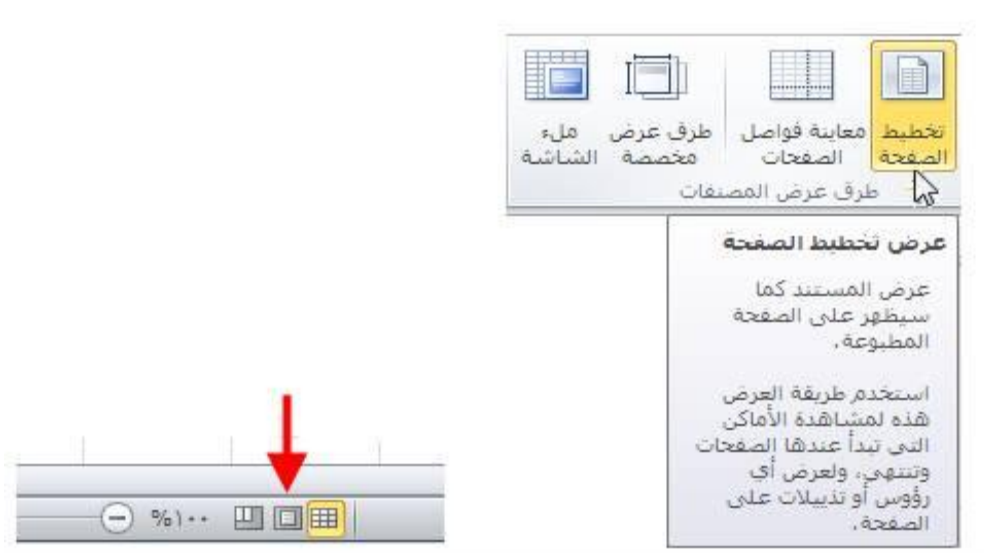 تخطيط معاينة فواصل طرق عرض ملء
الصفحة الصفحات مخصصة الشاشة
طرق عرض المصنفات
عرض تخطيط الصفحة
عرض المستند كما
سيظهر على الصفحة
المطبوعة.
استخدم طريقة العرض
هذه لمشاهدة الأماكن
التي تبدأ عندها الصفحات
وتنتهي، ولعرض أي
رؤوس أو تذييلات على
الصفحة.
%١٠٠